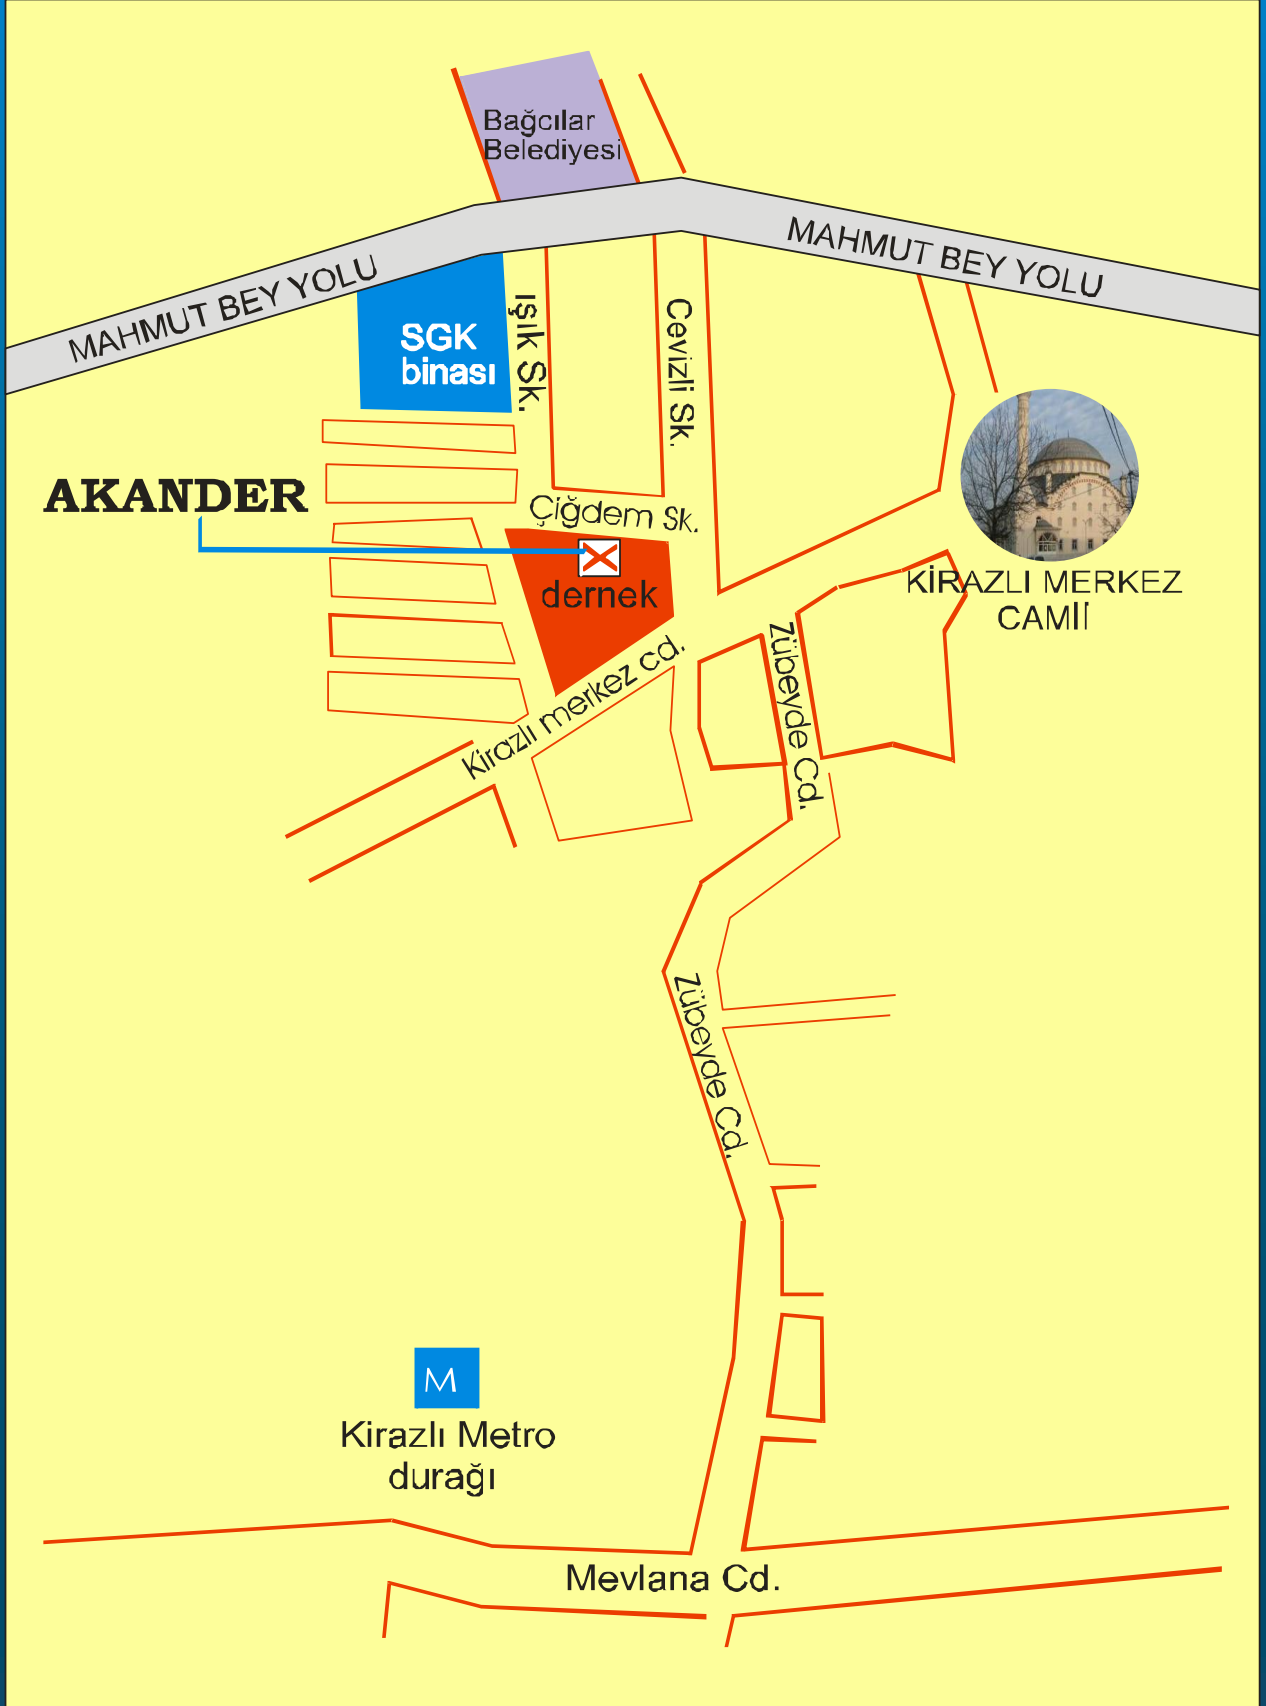 Bağcılar
Belediyesi
MAHMUT BEY YOLU
MAHMUT BEY YOLU
SGK
binası
Işık Sk.
Cevizli Sk.
AKANDER
Çiğdem Sk.
dernek
KİRAZLI MERKEZ
CAMİİ
Kirazlı merkez cd.
Zübeyde Cd.
Zübeyde Cd.
M
Kirazlı Metro
durağı
Mevlana Cd.